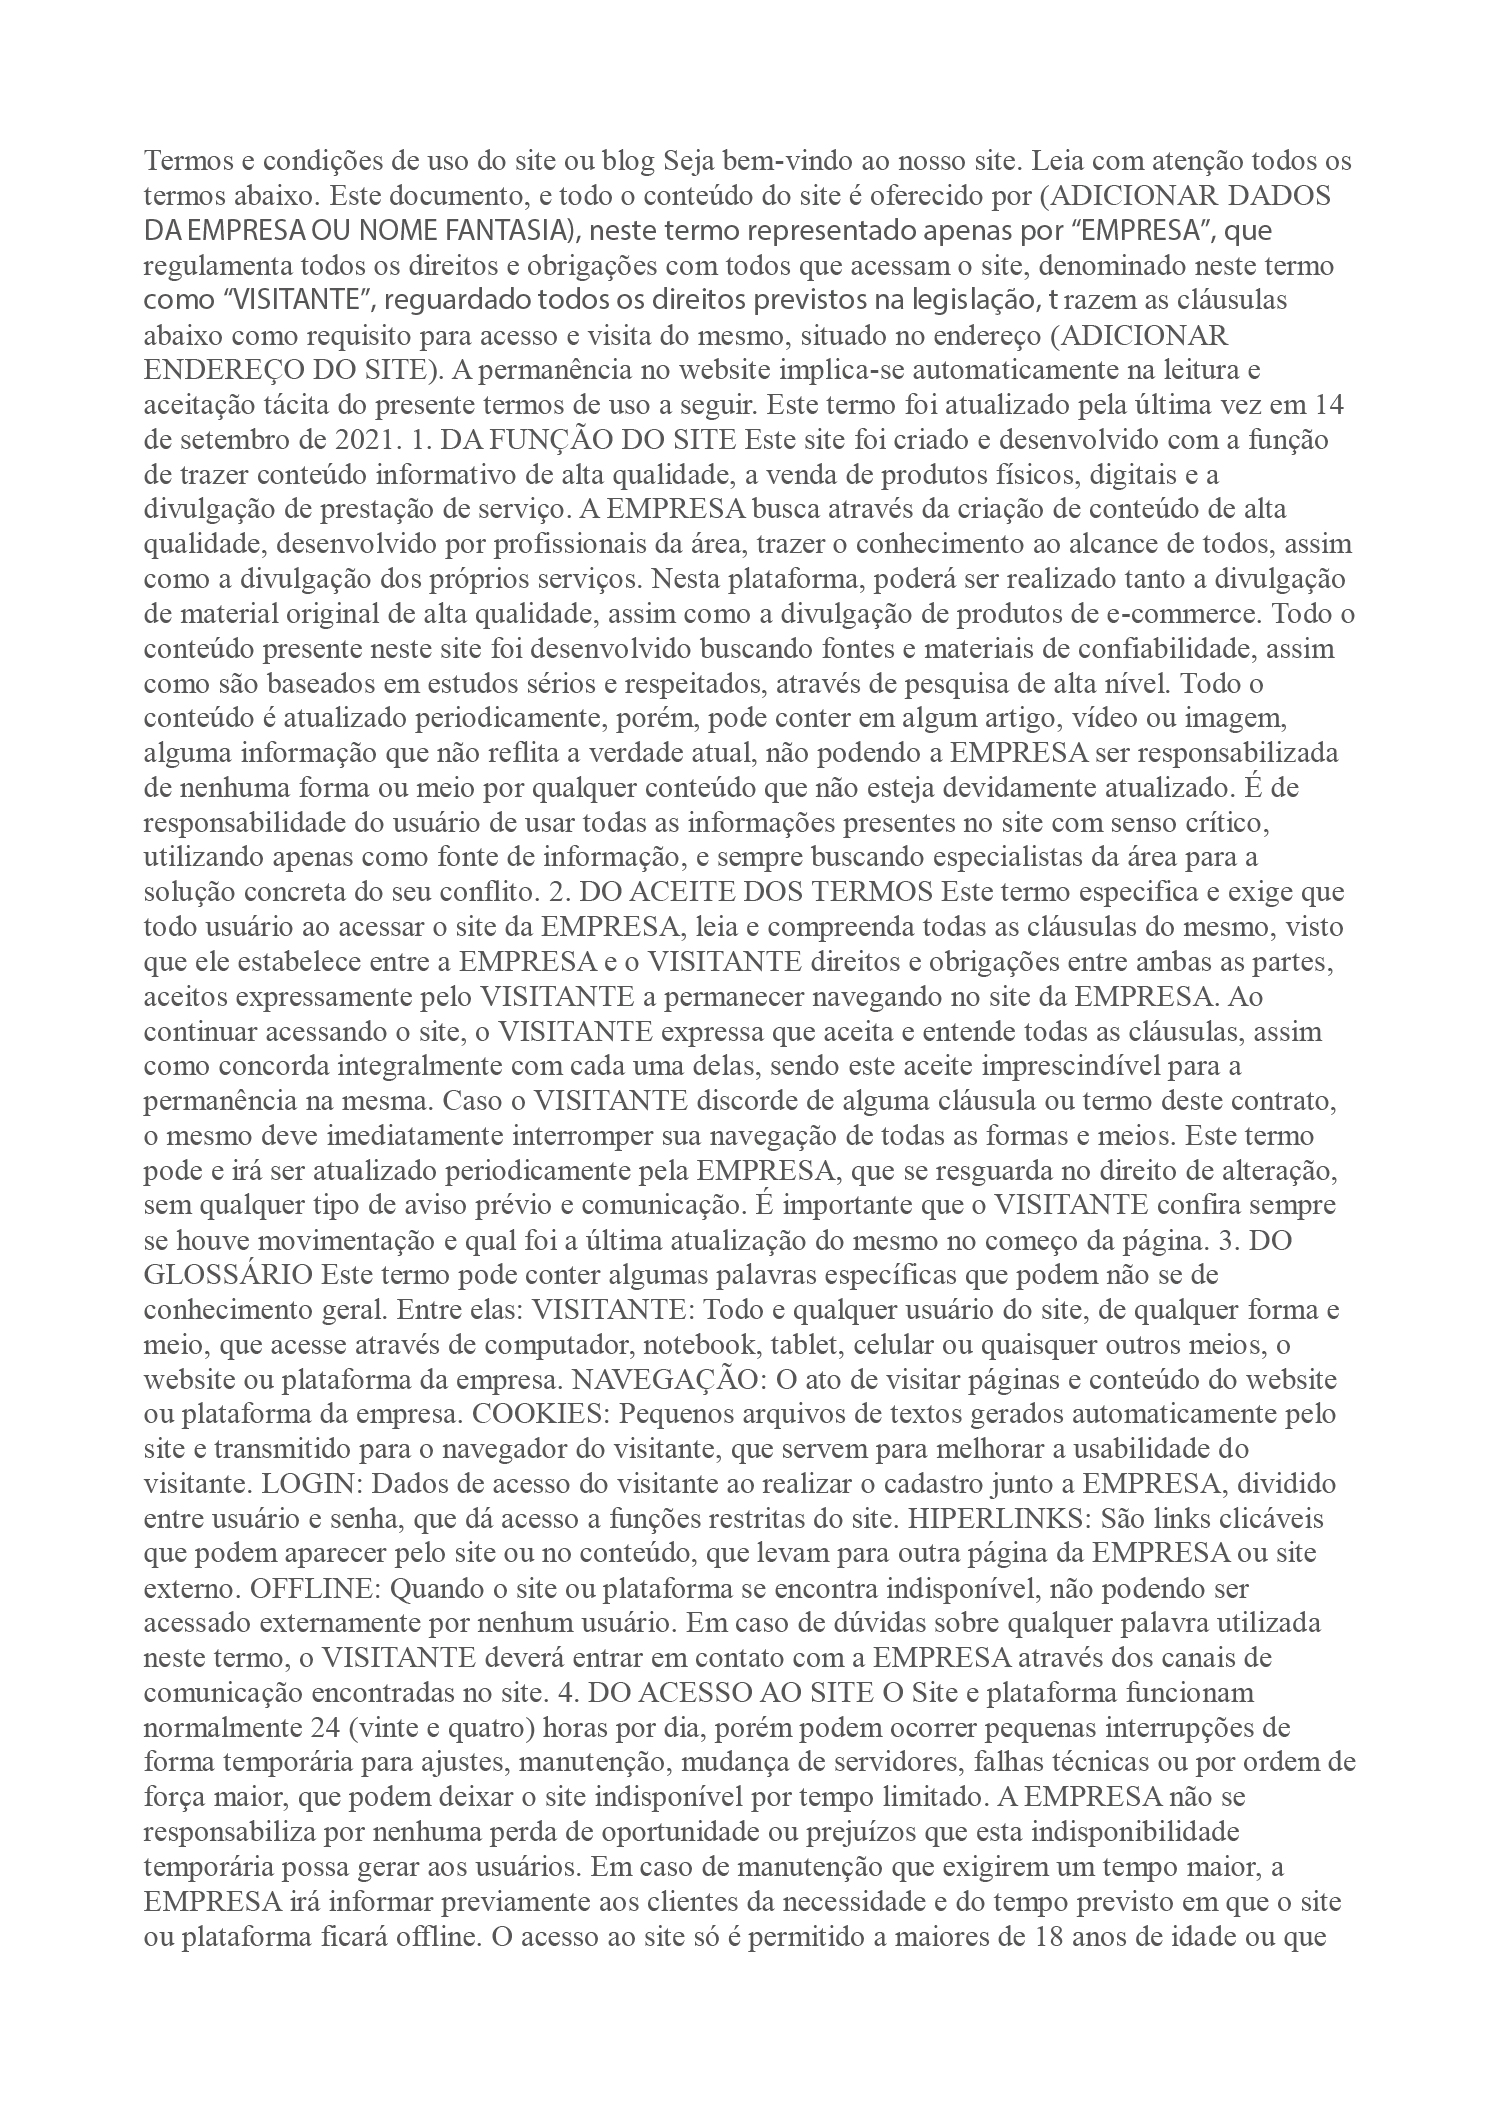 Termos e condições de uso do site ou blog Seja bem-vindo ao nosso site. Leia com atenção todos os
termos abaixo. Este documento, e todo o conteúdo do site é oferecido por (ADICIONAR DADOS
DA EMPRESA OU NOME FANTASIA), neste termo representado apenas por “EMPRESA”, que
regulamenta todos os direitos e obrigações com todos que acessam o site, denominado neste termo
como “VISITANTE”, reguardado todos os direitos previstos na legislação, t razem as cláusulas
abaixo como requisito para acesso e visita do mesmo, situado no endereço (ADICIONAR
ENDEREÇO DO SITE). A permanência no website implica-se automaticamente na leitura e
aceitação tácita do presente termos de uso a seguir. Este termo foi atualizado pela última vez em 14
de setembro de 2021. 1. DA FUNÇÃO DO SITE Este site foi criado e desenvolvido com a função
de trazer conteúdo informativo de alta qualidade, a venda de produtos físicos, digitais e a
divulgação de prestação de serviço. A EMPRESA busca através da criação de conteúdo de alta
qualidade, desenvolvido por profissionais da área, trazer o conhecimento ao alcance de todos, assim
como a divulgação dos próprios serviços. Nesta plataforma, poderá ser realizado tanto a divulgação
de material original de alta qualidade, assim como a divulgação de produtos de e-commerce. Todo o
conteúdo presente neste site foi desenvolvido buscando fontes e materiais de confiabilidade, assim
como são baseados em estudos sérios e respeitados, através de pesquisa de alta nível. Todo o
conteúdo é atualizado periodicamente, porém, pode conter em algum artigo, vídeo ou imagem,
alguma informação que não reflita a verdade atual, não podendo a EMPRESA ser responsabilizada
de nenhuma forma ou meio por qualquer conteúdo que não esteja devidamente atualizado. É de
responsabilidade do usuário de usar todas as informações presentes no site com senso crítico,
utilizando apenas como fonte de informação, e sempre buscando especialistas da área para a
solução concreta do seu conflito. 2. DO ACEITE DOS TERMOS Este termo especifica e exige que
todo usuário ao acessar o site da EMPRESA, leia e compreenda todas as cláusulas do mesmo, visto
que ele estabelece entre a EMPRESA e o VISITANTE direitos e obrigações entre ambas as partes,
aceitos expressamente pelo VISITANTE a permanecer navegando no site da EMPRESA. Ao
continuar acessando o site, o VISITANTE expressa que aceita e entende todas as cláusulas, assim
como concorda integralmente com cada uma delas, sendo este aceite imprescindível para a
permanência na mesma. Caso o VISITANTE discorde de alguma cláusula ou termo deste contrato,
o mesmo deve imediatamente interromper sua navegação de todas as formas e meios. Este termo
pode e irá ser atualizado periodicamente pela EMPRESA, que se resguarda no direito de alteração,
sem qualquer tipo de aviso prévio e comunicação. É importante que o VISITANTE confira sempre
se houve movimentação e qual foi a última atualização do mesmo no começo da página. 3. DO
GLOSSÁRIO Este termo pode conter algumas palavras específicas que podem não se de
conhecimento geral. Entre elas: VISITANTE: Todo e qualquer usuário do site, de qualquer forma e
meio, que acesse através de computador, notebook, tablet, celular ou quaisquer outros meios, o
website ou plataforma da empresa. NAVEGAÇÃO: O ato de visitar páginas e conteúdo do website
ou plataforma da empresa. COOKIES: Pequenos arquivos de textos gerados automaticamente pelo
site e transmitido para o navegador do visitante, que servem para melhorar a usabilidade do
visitante. LOGIN: Dados de acesso do visitante ao realizar o cadastro junto a EMPRESA, dividido
entre usuário e senha, que dá acesso a funções restritas do site. HIPERLINKS: São links clicáveis
que podem aparecer pelo site ou no conteúdo, que levam para outra página da EMPRESA ou site
externo. OFFLINE: Quando o site ou plataforma se encontra indisponível, não podendo ser
acessado externamente por nenhum usuário. Em caso de dúvidas sobre qualquer palavra utilizada
neste termo, o VISITANTE deverá entrar em contato com a EMPRESA através dos canais de
comunicação encontradas no site. 4. DO ACESSO AO SITE O Site e plataforma funcionam
normalmente 24 (vinte e quatro) horas por dia, porém podem ocorrer pequenas interrupções de
forma temporária para ajustes, manutenção, mudança de servidores, falhas técnicas ou por ordem de
força maior, que podem deixar o site indisponível por tempo limitado. A EMPRESA não se
responsabiliza por nenhuma perda de oportunidade ou prejuízos que esta indisponibilidade
temporária possa gerar aos usuários. Em caso de manutenção que exigirem um tempo maior, a
EMPRESA irá informar previamente aos clientes da necessidade e do tempo previsto em que o site
ou plataforma ficará offline. O acesso ao site só é permitido a maiores de 18 anos de idade ou que